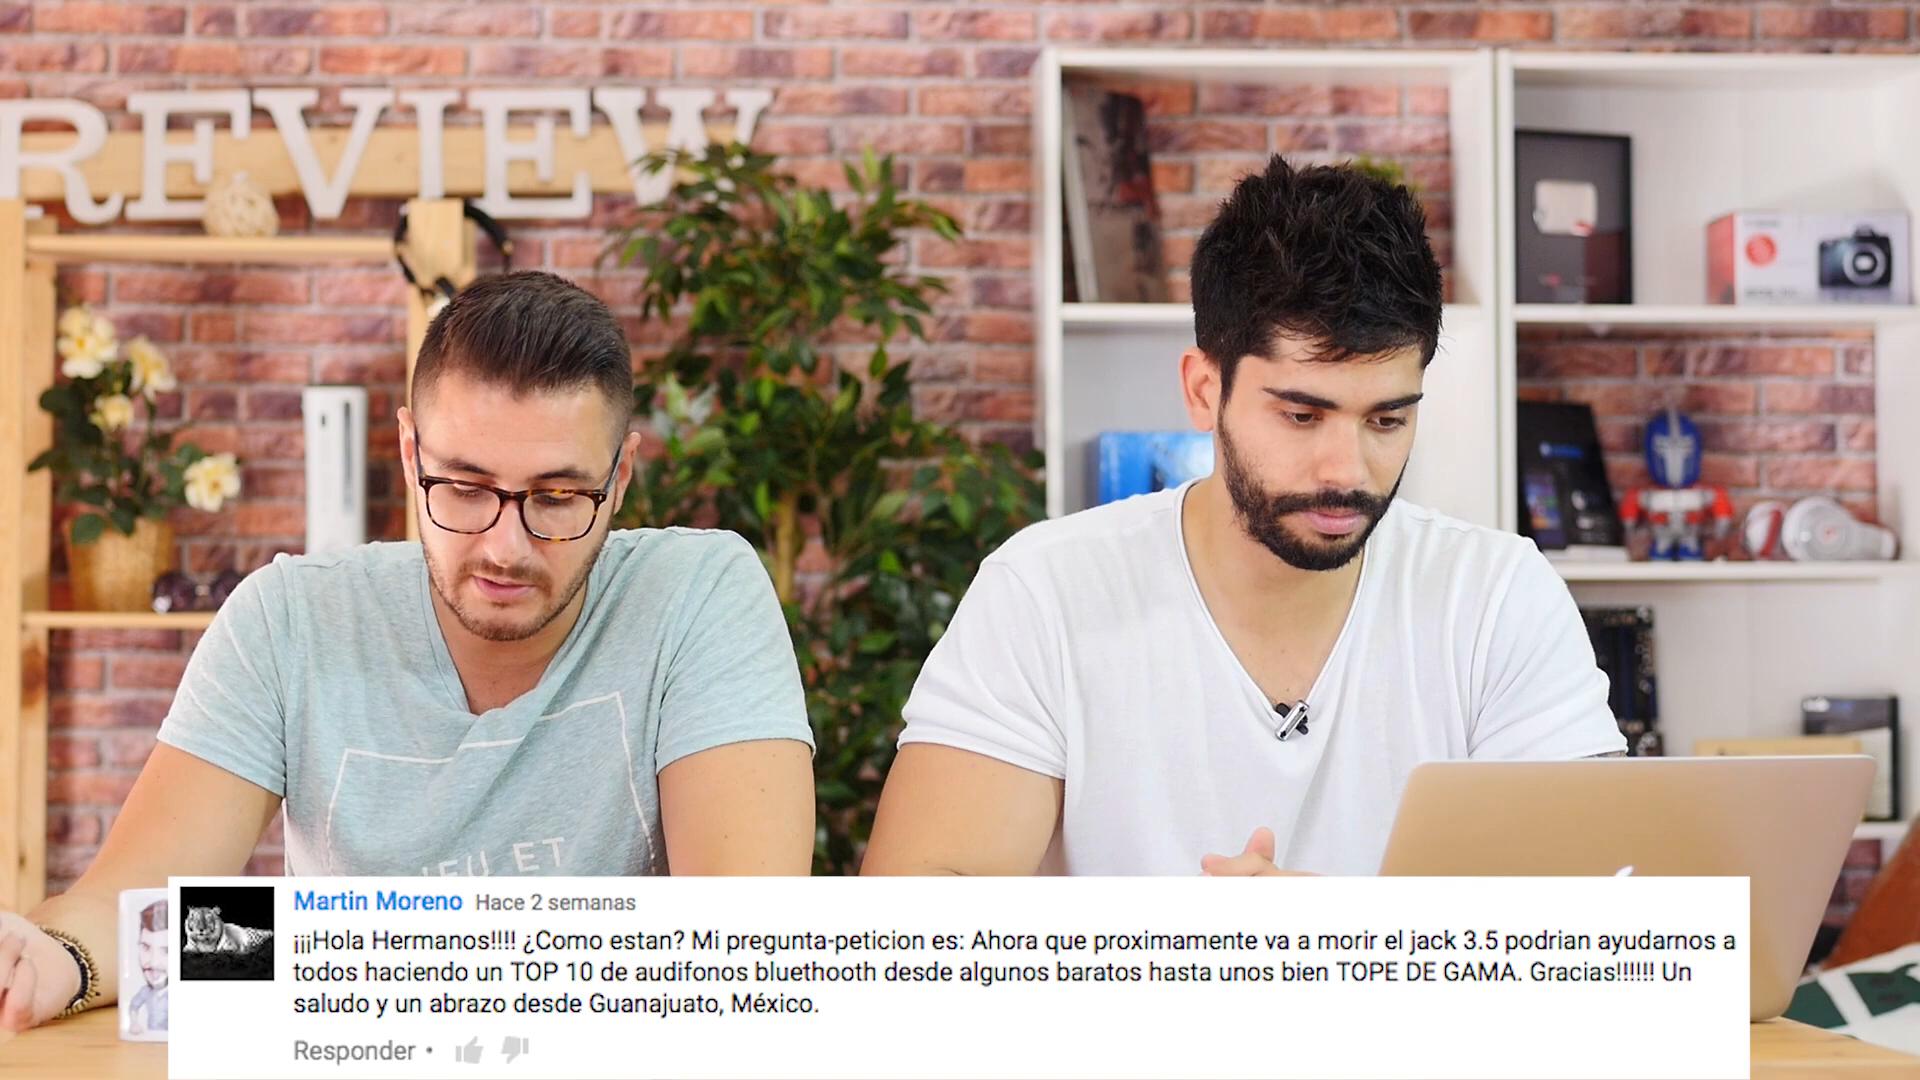 REVIEW
JEU ET
Martin Moreno Hace 2 semanas
¡¡¡Hola Hermanos!!!! ¿Como estan? Mi pregunta-peticion es: Ahora que proximamente va a morir el jack 3.5 podrian ayudarnos a
todos haciendo un TOP 10 de audifonos bluethooth desde algunos baratos hasta unos bien TOPE DE GAMA. Gracias!!!!!! Un
saludo y un abrazo desde Guanajuato, México.
Responder •